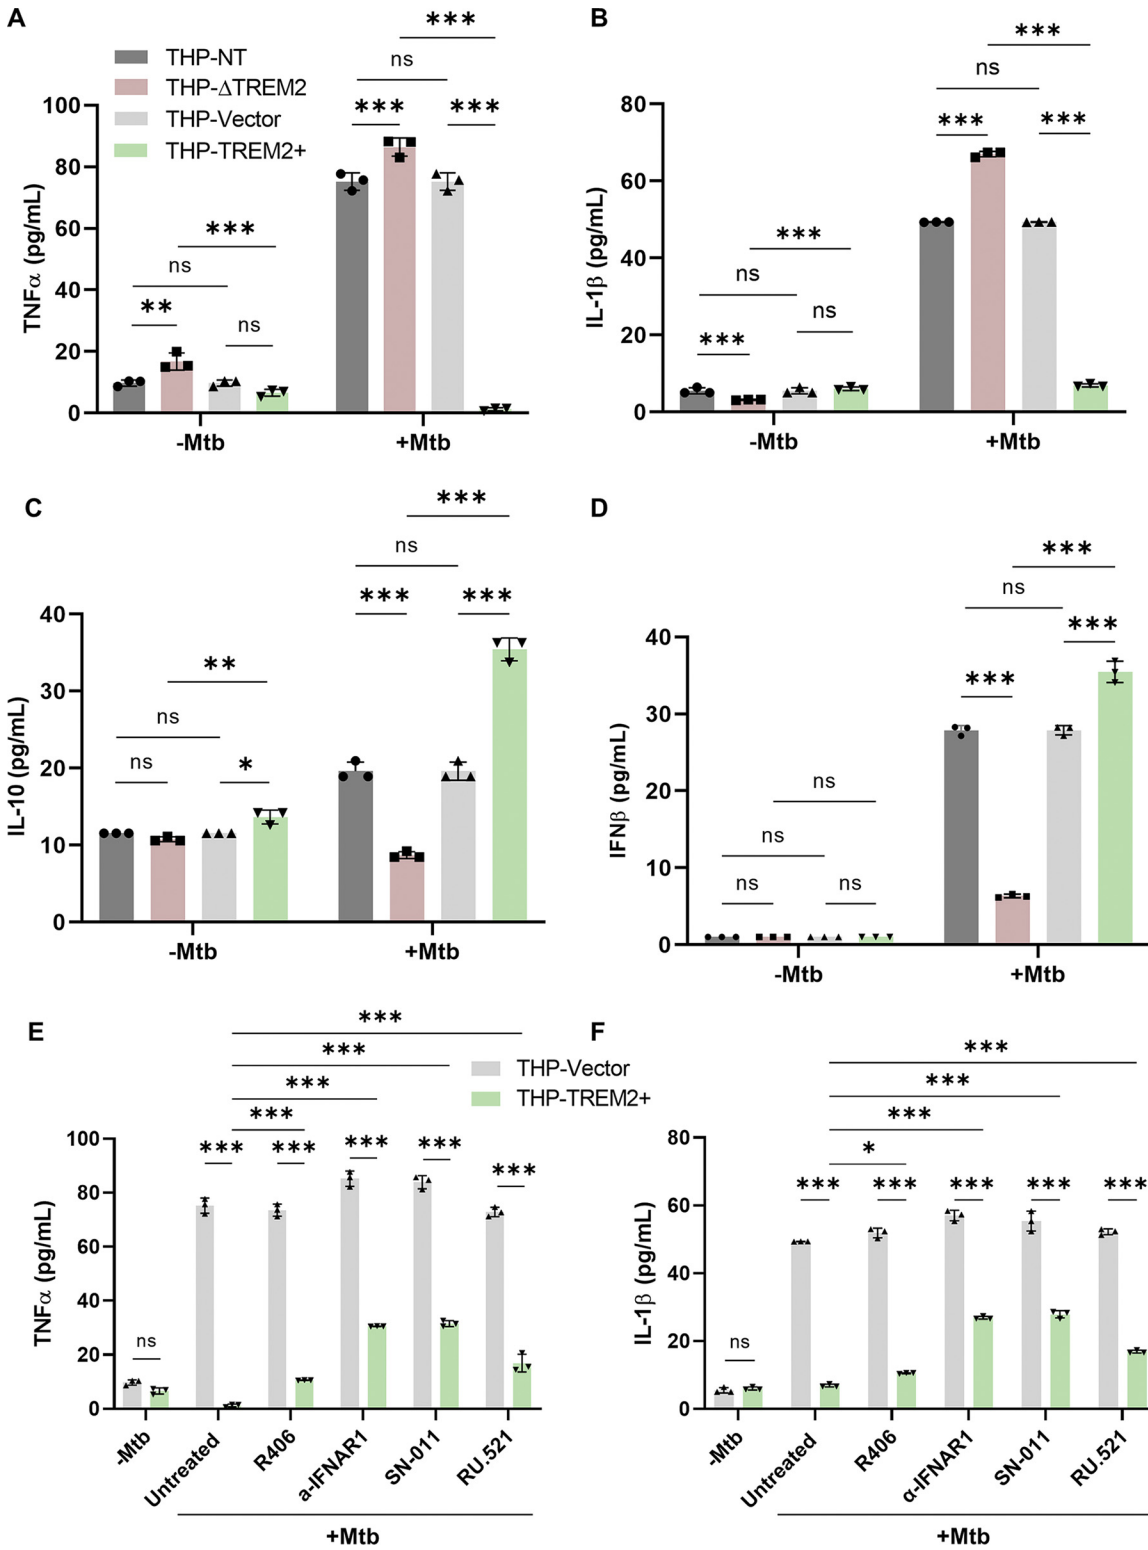 A
THP-NT
THP-ΔTREM2
THP-Vector
THP-TREM2+
***
ns
***
***
***
ns
**
ns
TNFα (pg/mL)
100
80
60
40
20
0
-Mtb
+Mtb
B
***
ns
***
***
***
ns
ns
***
IL-1β (pg/mL)
80
60
40
20
0
-Mtb
+Mtb
C
***
ns
***
***
**
ns
ns
*
IL-10 (pg/mL)
40
30
20
10
0
-Mtb
+Mtb
D
***
ns
***
***
ns
ns
ns
ns
IFNβ (pg/mL)
40
30
20
10
0
-Mtb
+Mtb
E
THP-Vector
THP-TREM2+
***
***
***
***
ns
***
***
***
***
***
TNFα (pg/mL)
100
80
60
40
20
0
-Mtb
Untreated
R406
a-IFNAR1
SN-011
RU.521
+Mtb
F
***
***
***
*
ns
***
***
***
***
***
IL-1β (pg/mL)
80
60
40
20
0
-Mtb
Untreated
R406
α-IFNAR1
SN-011
RU.521
+Mtb